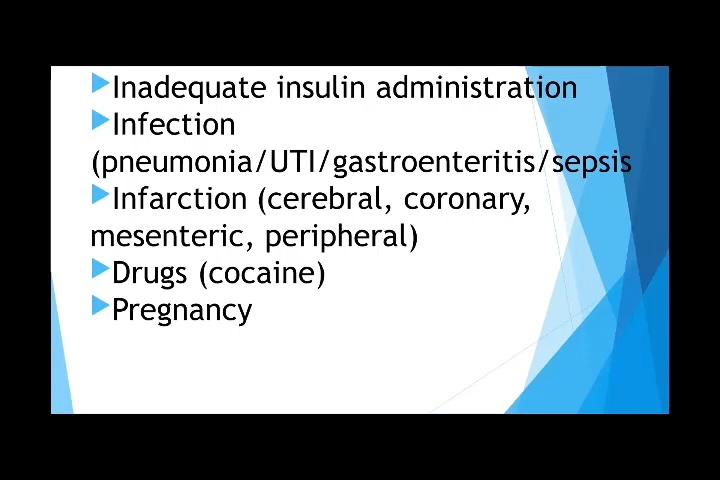 Inadequate insulin administration
Infection
(pneumonia/UTI/gastroenteritis/sepsis
Infarction (cerebral, coronary,
mesenteric, peripheral)
Drugs (cocaine)
Pregnancy